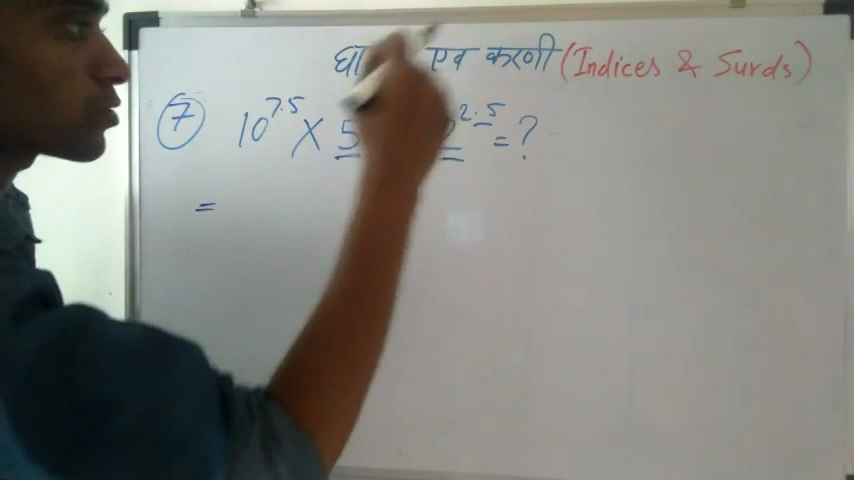 एवं करणी (Indices & Surds)
7 10^7.5 × 5 ^2.5 = ?
=